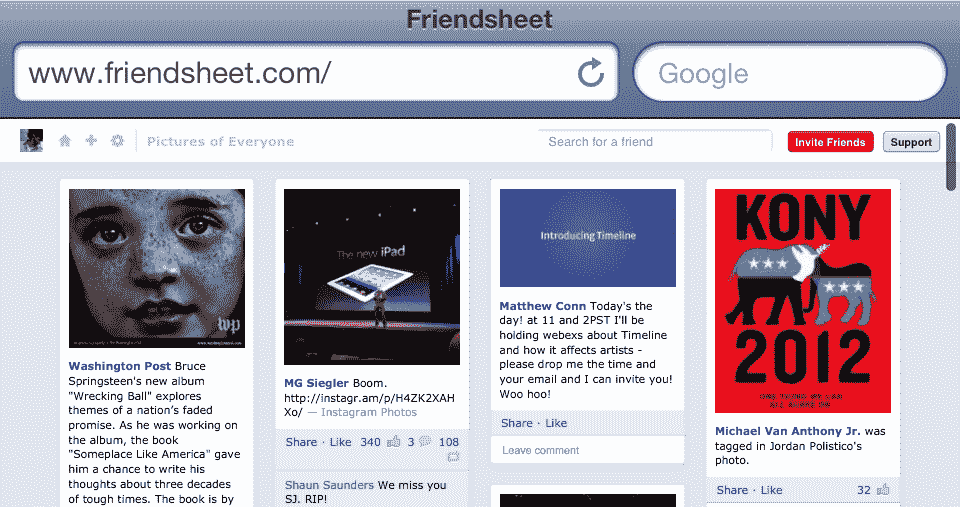 Friendsheet
www.friendsheet.com/
Google
Pictures of Everyone
Search for a friend
Invite Friends
Support
wp
Washington Post Bruce
Springsteen's new album
"Wrecking Ball" explores
themes of a nation's faded
promise. As he was working on
the album, the book
"Someplace Like America" gave
him a chance to write his
thoughts about three decades
of tough times. The book is by
The new iPad
MG Siegler Boom.
http://instagr.am/p/H4ZK2XAH
Xo/ — Instagram Photos
Share · Like 340 3 108
Shaun Saunders We miss you
SJ. RIP!
Introducing Timeline
Matthew Conn Today's the
day! at 11 and 2PST I'll be
holding webexs about Timeline
and how it affects artists -
please drop me the time and
your email and I can invite you!
Woo hoo!
Share · Like
Leave comment
KONY
2012
Michael Van Anthony Jr. was
tagged in Jordan Polistico's
photo.
Share · Like 32